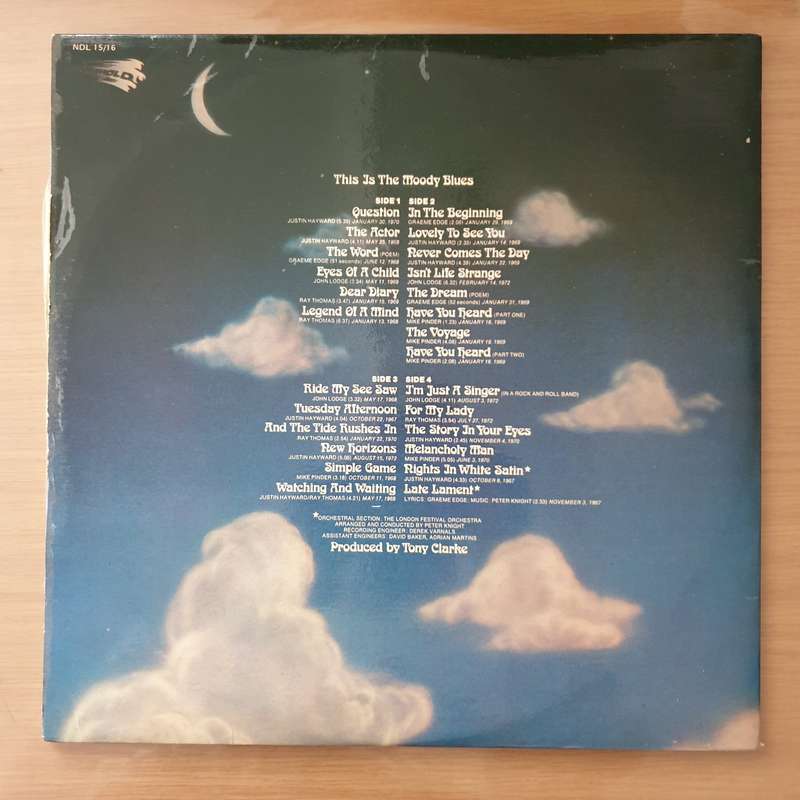 NDL 15/16
This Is The Moody Blues
SIDE 1
Question
JUSTIN HAYWARD (5.39) JANUARY 30, 1970
The Actor
JUSTIN HAYWARD (4.11) MAY 25, 1968
The Word (POEM)
GRAEME EDGE (51 seconds) JUNE 12, 1968
Eyes Of A Child
JOHN LODGE (3.24) MAY 11, 1969
Dear Diary
RAY THOMAS (3.47) JANUARY 15, 1969
Legend Of A Mind
RAY THOMAS (6.37) JANUARY 13, 1968
SIDE 2
In The Beginning
GRAEME EDGE (2.06) JANUARY 29, 1969
Lovely To See You
JUSTIN HAYWARD (2.35) JANUARY 14, 1969
Never Comes The Day
JUSTIN HAYWARD (4.39) JANUARY 22, 1969
Isn't Life Strange
JOHN LODGE (6.32) FEBRUARY 14, 1972
The Dream (POEM)
GRAEME EDGE (52 seconds) JANUARY 21, 1969
Have You Heard (PART ONE)
MIKE PINDER (1.23) JANUARY 18, 1969
The Voyage
MIKE PINDER (4.08) JANUARY 18, 1969
Have You Heard (PART TWO)
MIKE PINDER (2.08) JANUARY 18, 1969
SIDE 3
Ride My See Saw
JOHN LODGE (3.32) MAY 17, 1968
Tuesday Afternoon
JUSTIN HAYWARD (4.04) OCTOBER 22, 1967
And The Tide Rushes In
RAY THOMAS (2.54) JANUARY 22, 1970
New Horizons
JUSTIN HAYWARD (5.08) AUGUST 15, 1972
Simple Game
MIKE PINDER (3.18) OCTOBER 11, 1968
Watching And Waiting
JUSTIN HAYWARD/RAY THOMAS (4.21) MAY 17, 1969
SIDE 4
I'm Just A Singer (IN A ROCK AND ROLL BAND)
JOHN LODGE (4.11) AUGUST 3, 1972
For My Lady
RAY THOMAS (3.54) JULY 27, 1972
The Story In Your Eyes
JUSTIN HAYWARD (2.45) NOVEMBER 4, 1970
Melancholy Man
MIKE PINDER (5.05) JUNE 3, 1970
Nights In White Satin*
JUSTIN HAYWARD (4.33) OCTOBER 8, 1967
Late Lament*
LYRICS: GRAEME EDGE; MUSIC: PETER KNIGHT (2.33) NOVEMBER 3, 1967
*ORCHESTRAL SECTION: THE LONDON FESTIVAL ORCHESTRA
ARRANGED AND CONDUCTED BY PETER KNIGHT
RECORDING ENGINEER: DEREK VARNALS
ASSISTANT ENGINEERS: DAVID BAKER, ADRIAN MARTINS
Produced by Tony Clarke